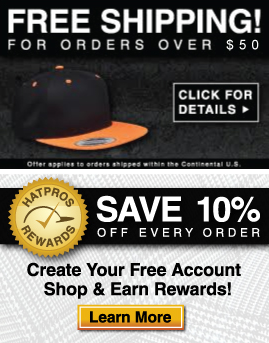 FREE SHIPPING!
FOR ORDERS OVER $50
CLICK FOR
DETAILS ▸
Offer applies to orders shipped within the Continental U.S.
HATPROS
REWARDS
SAVE 10%
OFF EVERY ORDER
Create Your Free Account
Shop & Earn Rewards!
Learn More